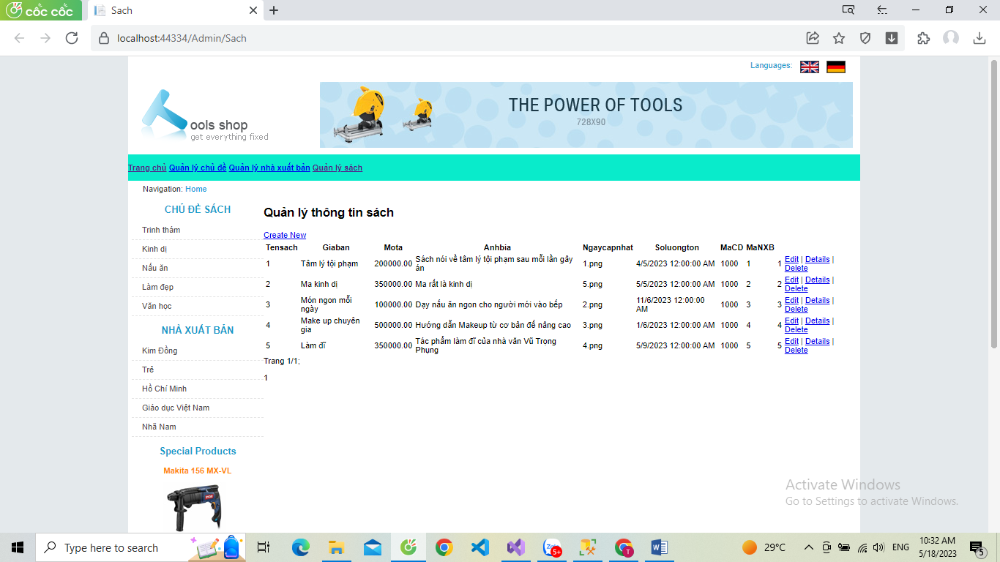 cốc cốc
Sach
localhost:44334/Admin/Sach
Languages:
ools shop
get everything fixed
THE POWER OF TOOLS
728X90
Trang chủ Quản lý chủ đề Quản lý nhà xuất bản Quản lý sách
Navigation: Home
CHỦ ĐỀ SÁCH
Trinh thám
Kinh dị
Nấu ăn
Làm đẹp
Văn học
NHÀ XUẤT BẢN
Kim Đồng
Trẻ
Hồ Chí Minh
Giáo dục Việt Nam
Nhã Nam
Special Products
Makita 156 MX-VL
Quản lý thông tin sách
Create New
Tensach Giaban Mota Anhbia Ngaycapnhat Soluongton MaCD MaNXB
1 Tâm lý tội phạm 200000.00 Sách nói về tâm lý tội phạm sau mỗi lần gây án 1.png 4/5/2023 12:00:00 AM 1000 1 1 Edit | Details | Delete
2 Ma kinh dị 350000.00 Ma rất là kinh dị 5.png 5/5/2023 12:00:00 AM 1000 2 2 Edit | Details | Delete
3 Món ngon mỗi ngày 100000.00 Dạy nấu ăn ngon cho người mới vào bếp 2.png 11/6/2023 12:00:00 AM 1000 3 3 Edit | Details | Delete
4 Make up chuyên gia 500000.00 Hướng dẫn Makeup từ cơ bản đế nâng cao 3.png 1/6/2023 12:00:00 AM 1000 4 4 Edit | Details | Delete
5 Làm đĩ 350000.00 Tác phẩm làm đĩ của nhà văn Vũ Trọng Phụng 4.png 5/9/2023 12:00:00 AM 1000 5 5 Edit | Details | Delete
Trang 1/1;
1
Activate Windows
Go to Settings to activate Windows.
Type here to search
Zalo
5+
T
29°C
ENG
10:32 AM
5/18/2023
5